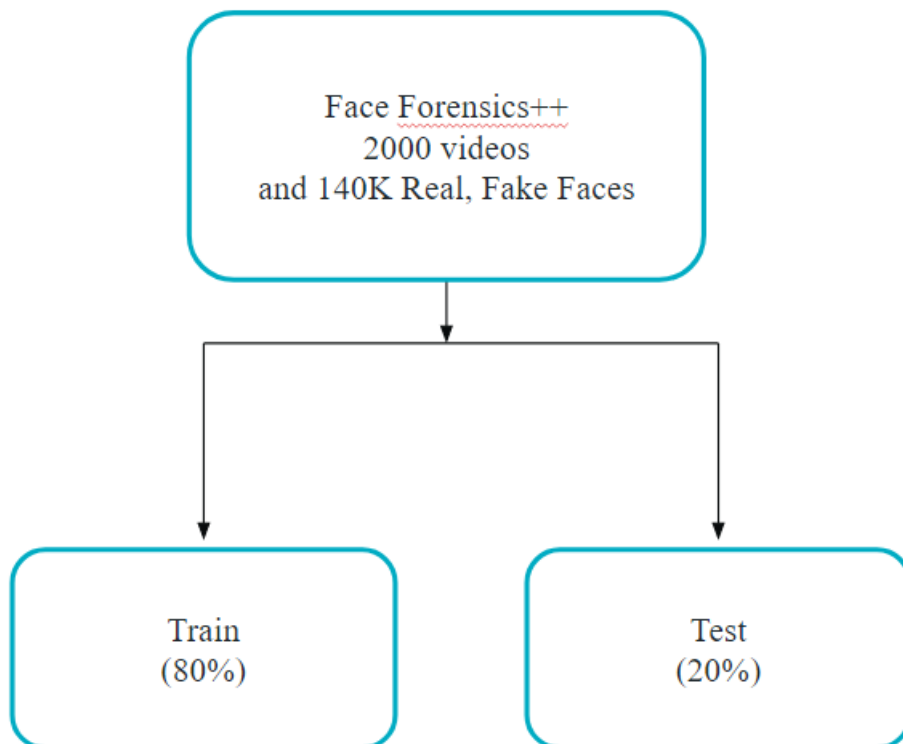 Face Forensics++
2000 videos
and 140K Real, Fake Faces
Train
(80%)
Test
(20%)